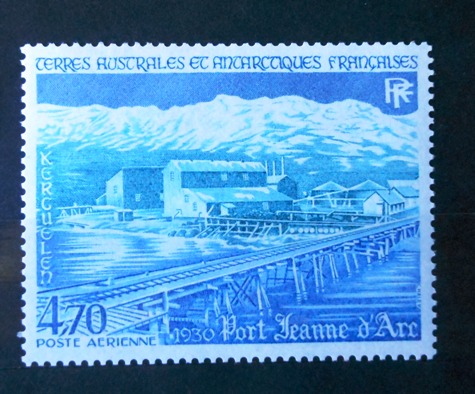 TERRES AUSTRALES ET ANTARCTIQUES FRANÇAISES
RF
KERGUELEN
4,70
1930 Port-Jeanne d'Arc
POSTE AERIENNE